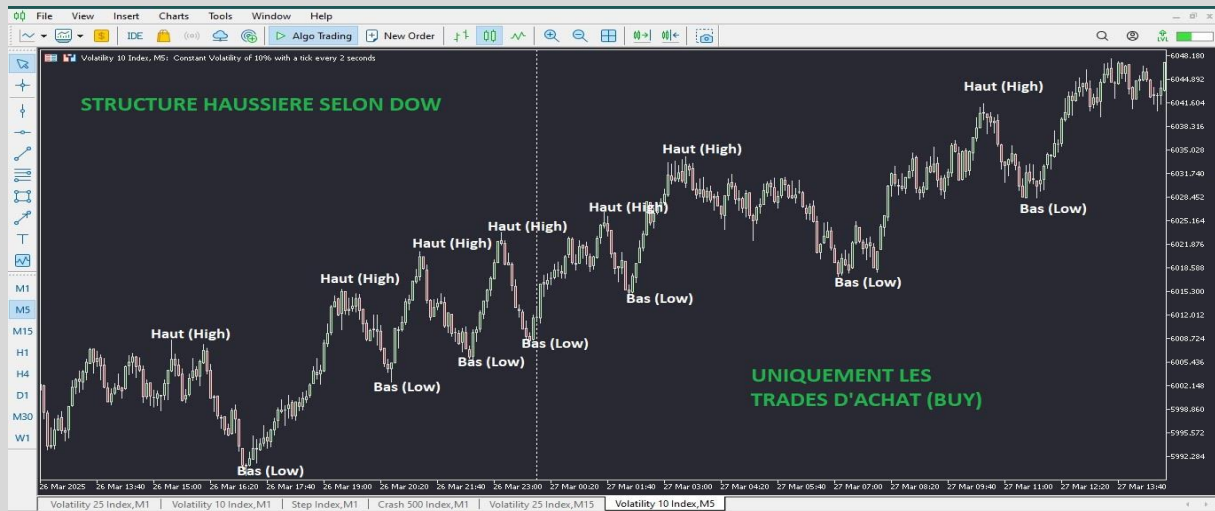 File View Insert Charts Tools Window Help
IDE Algo Trading New Order LVL
Volatility 10 Index, M5: Constant Volatility of 10% with a tick every 2 seconds
STRUCTURE HAUSSIERE SELON DOW
Haut (High)
Haut (High)
Haut (High)
Haut (High)
Haut (High)
Haut (High)
Haut (High)
Bas (Low)
Bas (Low)
Bas (Low)
Bas (Low)
Bas (Low)
Bas (Low)
Bas (Low)
UNIQUEMENT LES
TRADES D'ACHAT (BUY)
M1
M5
M15
H1
H4
D1
M30
W1
6048.180
6044.892
6041.604
6038.316
6035.028
6031.740
6028.452
6025.164
6021.876
6018.588
6015.300
6012.012
6008.724
6005.436
6002.148
5998.860
5995.572
5992.284
26 Mar 2025 26 Mar 13:40 26 Mar 15:00 26 Mar 16:20 26 Mar 17:40 26 Mar 19:00 26 Mar 20:20 26 Mar 21:40 26 Mar 23:00 27 Mar 00:20 27 Mar 01:40 27 Mar 03:00 27 Mar 04:20 27 Mar 05:40 27 Mar 07:00 27 Mar 08:20 27 Mar 09:40 27 Mar 11:00 27 Mar 12:20 27 Mar 13:40
Volatility 25 Index,M1 Volatility 10 Index,M1 Step Index,M1 Crash 500 Index,M1 Volatility 25 Index,M15 Volatility 10 Index,M5